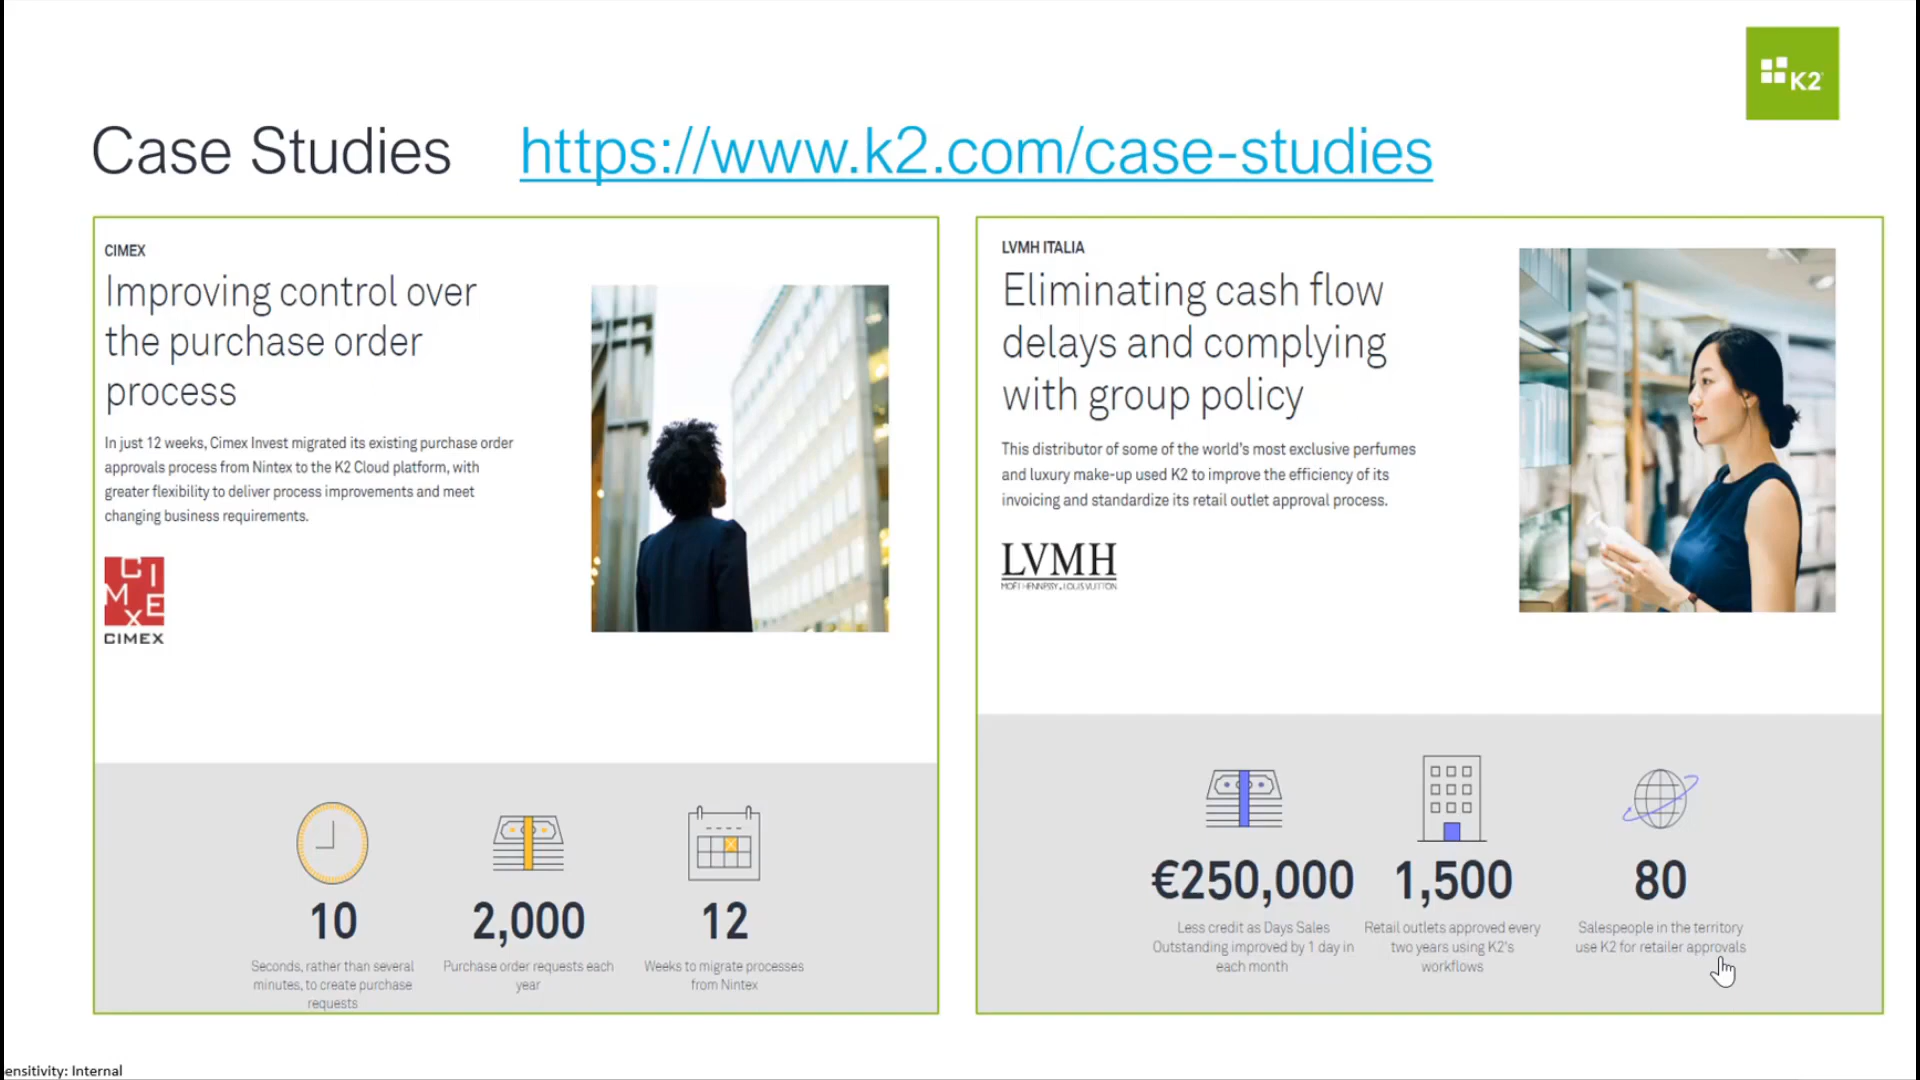 K2
Case Studies https://www.k2.com/case-studies
CIMEX
Improving control over
the purchase order
process
In just 12 weeks, Cimex Invest migrated its existing purchase order
approvals process from Nintex to the K2 Cloud platform, with
greater flexibility to deliver process improvements and meet
changing business requirements.
CI
M E
X
CIMEX
10
Seconds, rather than several
minutes, to create purchase
requests
2,000
Purchase order requests each
year
12
Weeks to migrate processes
from Nintex
LVMH ITALIA
Eliminating cash flow
delays and complying
with group policy
This distributor of some of the world's most exclusive perfumes
and luxury make-up used K2 to improve the efficiency of its
invoicing and standardize its retail outlet approval process.
LVMH
MOËT HENNESSY • LOUIS VUITTON
€250,000
Less credit as Days Sales
Outstanding improved by 1 day in
each month
1,500
Retail outlets approved every
two years using K2's
workflows
80
Salespeople in the territory
use K2 for retailer approvals
ensitivity: Internal